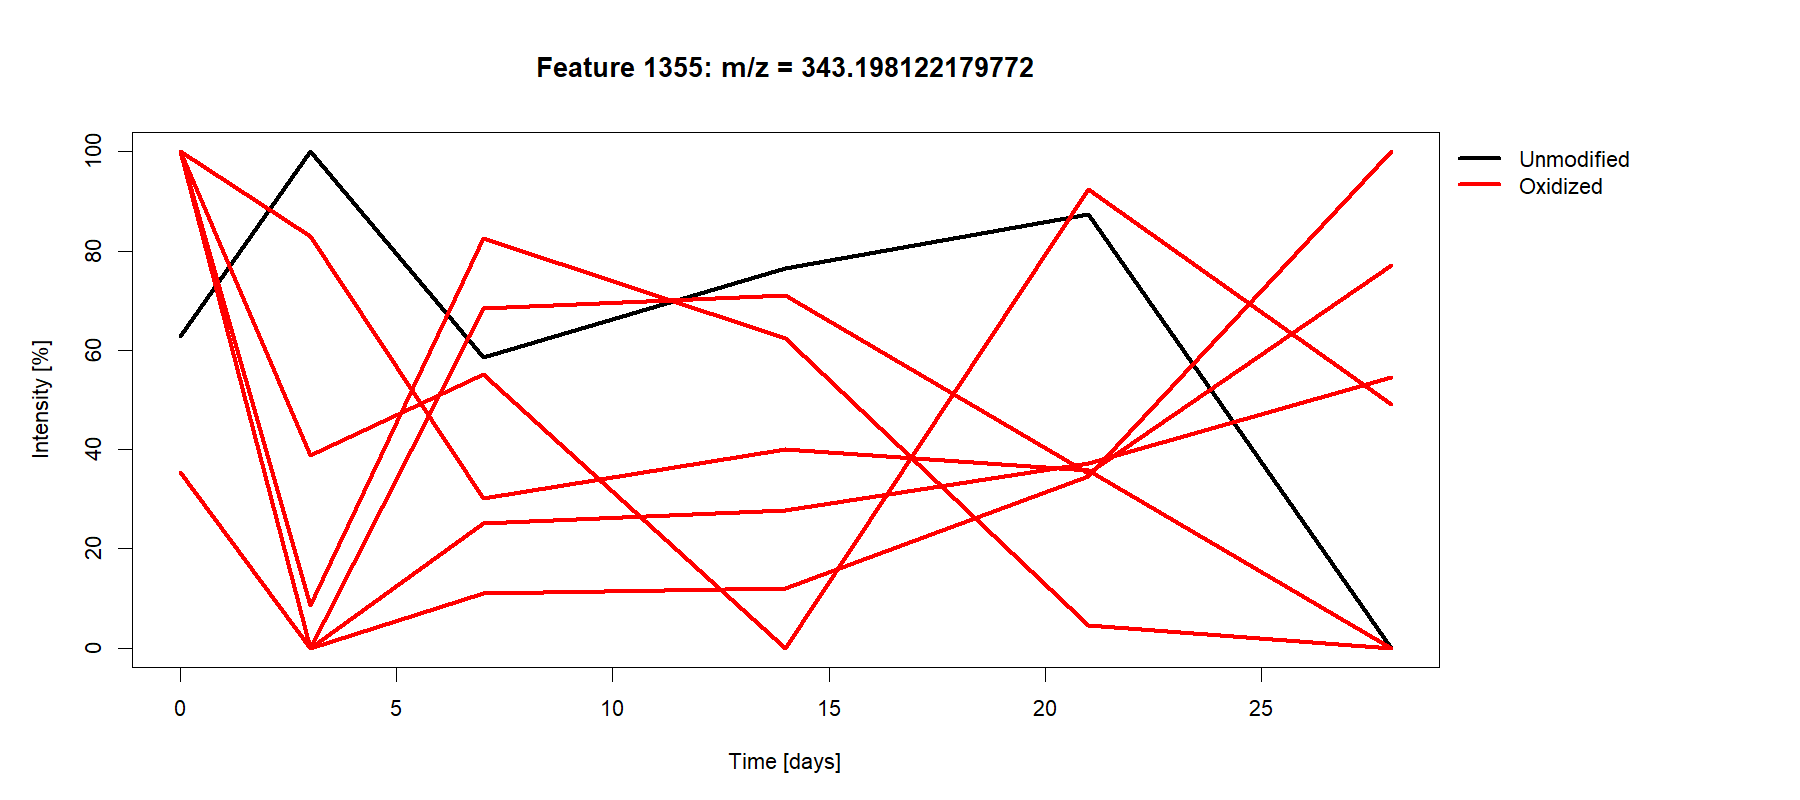 Feature 1355: m/z = 343.198122179772
Unmodified
Oxidized
Intensity [%]
100
80
60
40
20
0
0 5 10 15 20 25
Time [days]